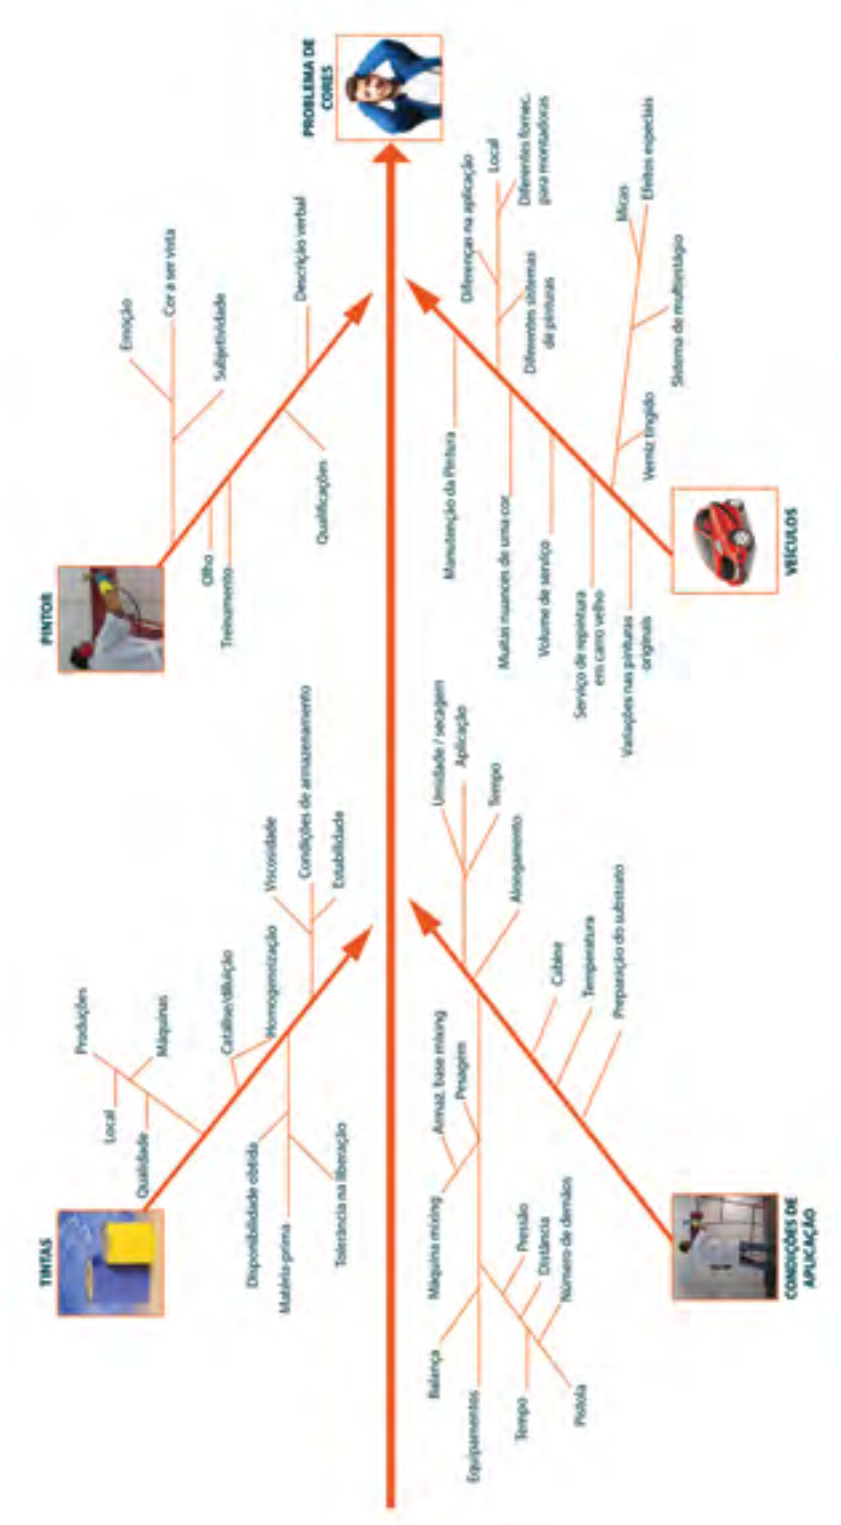 TINTAS
Produções
Local
Máquinas
Qualidade
Catálise/diluição
Homogeneização
Viscosidade
Condições de armazenamento
Estabilidade
Disponibilidade obtida
Matéria-prima
Tolerância na liberação
PINTOR
Emoção
Cor a ser vista
Subjetividade
Olho
Treinamento
Descrição verbal
Qualificações
PROBLEMA DE
CORES
CONDIÇÕES DE
APLICAÇÃO
Balança
Equipamentos
Máquina mixing
Armaz. base mixing
Pesagem
Tempo
Pistola
Pressão
Distância
Número de demãos
Umidade / secagem
Aplicação
Tempo
Alongamento
Cabine
Temperatura
Preparação do substrato
VEÍCULOS
Manutenção da Pintura
Muitas nuances de uma cor
Volume de serviço
Serviço de repintura
em carro velho
Variações nas pinturas
originais
Diferenças na aplicação
Local
Diferentes fornec.
para montadoras
Diferentes sistemas
de pinturas
Micas
Efeitos especiais
Sistema de multiestágio
Verniz tingido